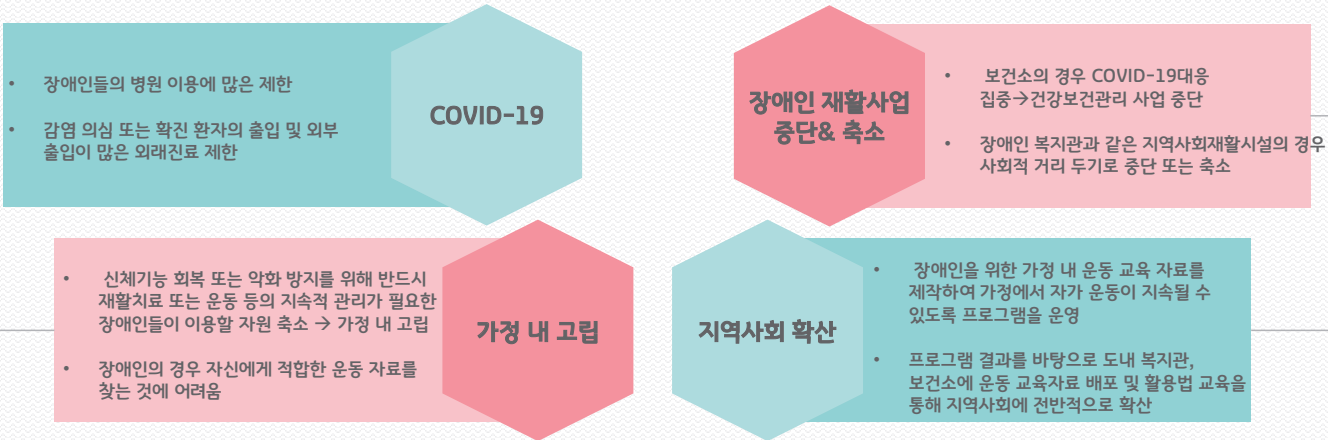 • 장애인들의 병원 이용에 많은 제한
• 감염 의심 또는 확진 환자의 출입 및 외부
출입이 많은 외래진료 제한
COVID-19
장애인 재활사업
중단& 축소
• 보건소의 경우 COVID-19대응
집중→건강보건관리 사업 중단
• 장애인 복지관과 같은 지역사회재활시설의 경우
사회적 거리 두기로 중단 또는 축소
• 신체기능 회복 또는 악화 방지를 위해 반드시
재활치료 또는 운동 등의 지속적 관리가 필요한
장애인들이 이용할 자원 축소 → 가정 내 고립
• 장애인의 경우 자신에게 적합한 운동 자료를
찾는 것에 어려움
가정 내 고립
지역사회 확산
• 장애인을 위한 가정 내 운동 교육 자료를
제작하여 가정에서 자가 운동이 지속될 수
있도록 프로그램을 운영
• 프로그램 결과를 바탕으로 도내 복지관,
보건소에 운동 교육자료 배포 및 활용법 교육을
통해 지역사회에 전반적으로 확산